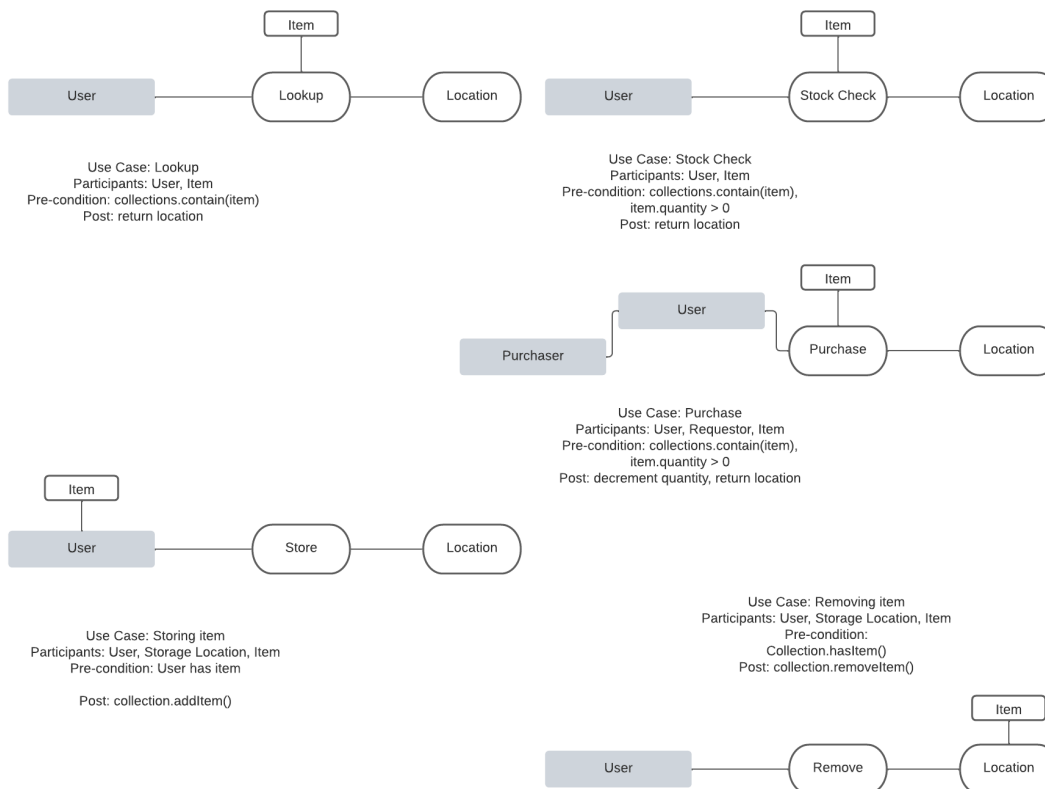 Item
User
Lookup
Location
Use Case: Lookup
Participants: User, Item
Pre-condition: collections.contain(item)
Post: return location
Item
User
Stock Check
Location
Use Case: Stock Check
Participants: User, Item
Pre-condition: collections.contain(item),
item.quantity > 0
Post: return location
Item
User
Purchaser
Purchase
Location
Use Case: Purchase
Participants: User, Requestor, Item
Pre-condition: collections.contain(item),
item.quantity > 0
Post: decrement quantity, return location
Item
User
Store
Location
Use Case: Storing item
Participants: User, Storage Location, Item
Pre-condition: User has item
Post: collection.addItem()
Use Case: Removing item
Participants: User, Storage Location, Item
Pre-condition:
Collection.hasItem()
Post: collection.removeItem()
Item
User
Remove
Location